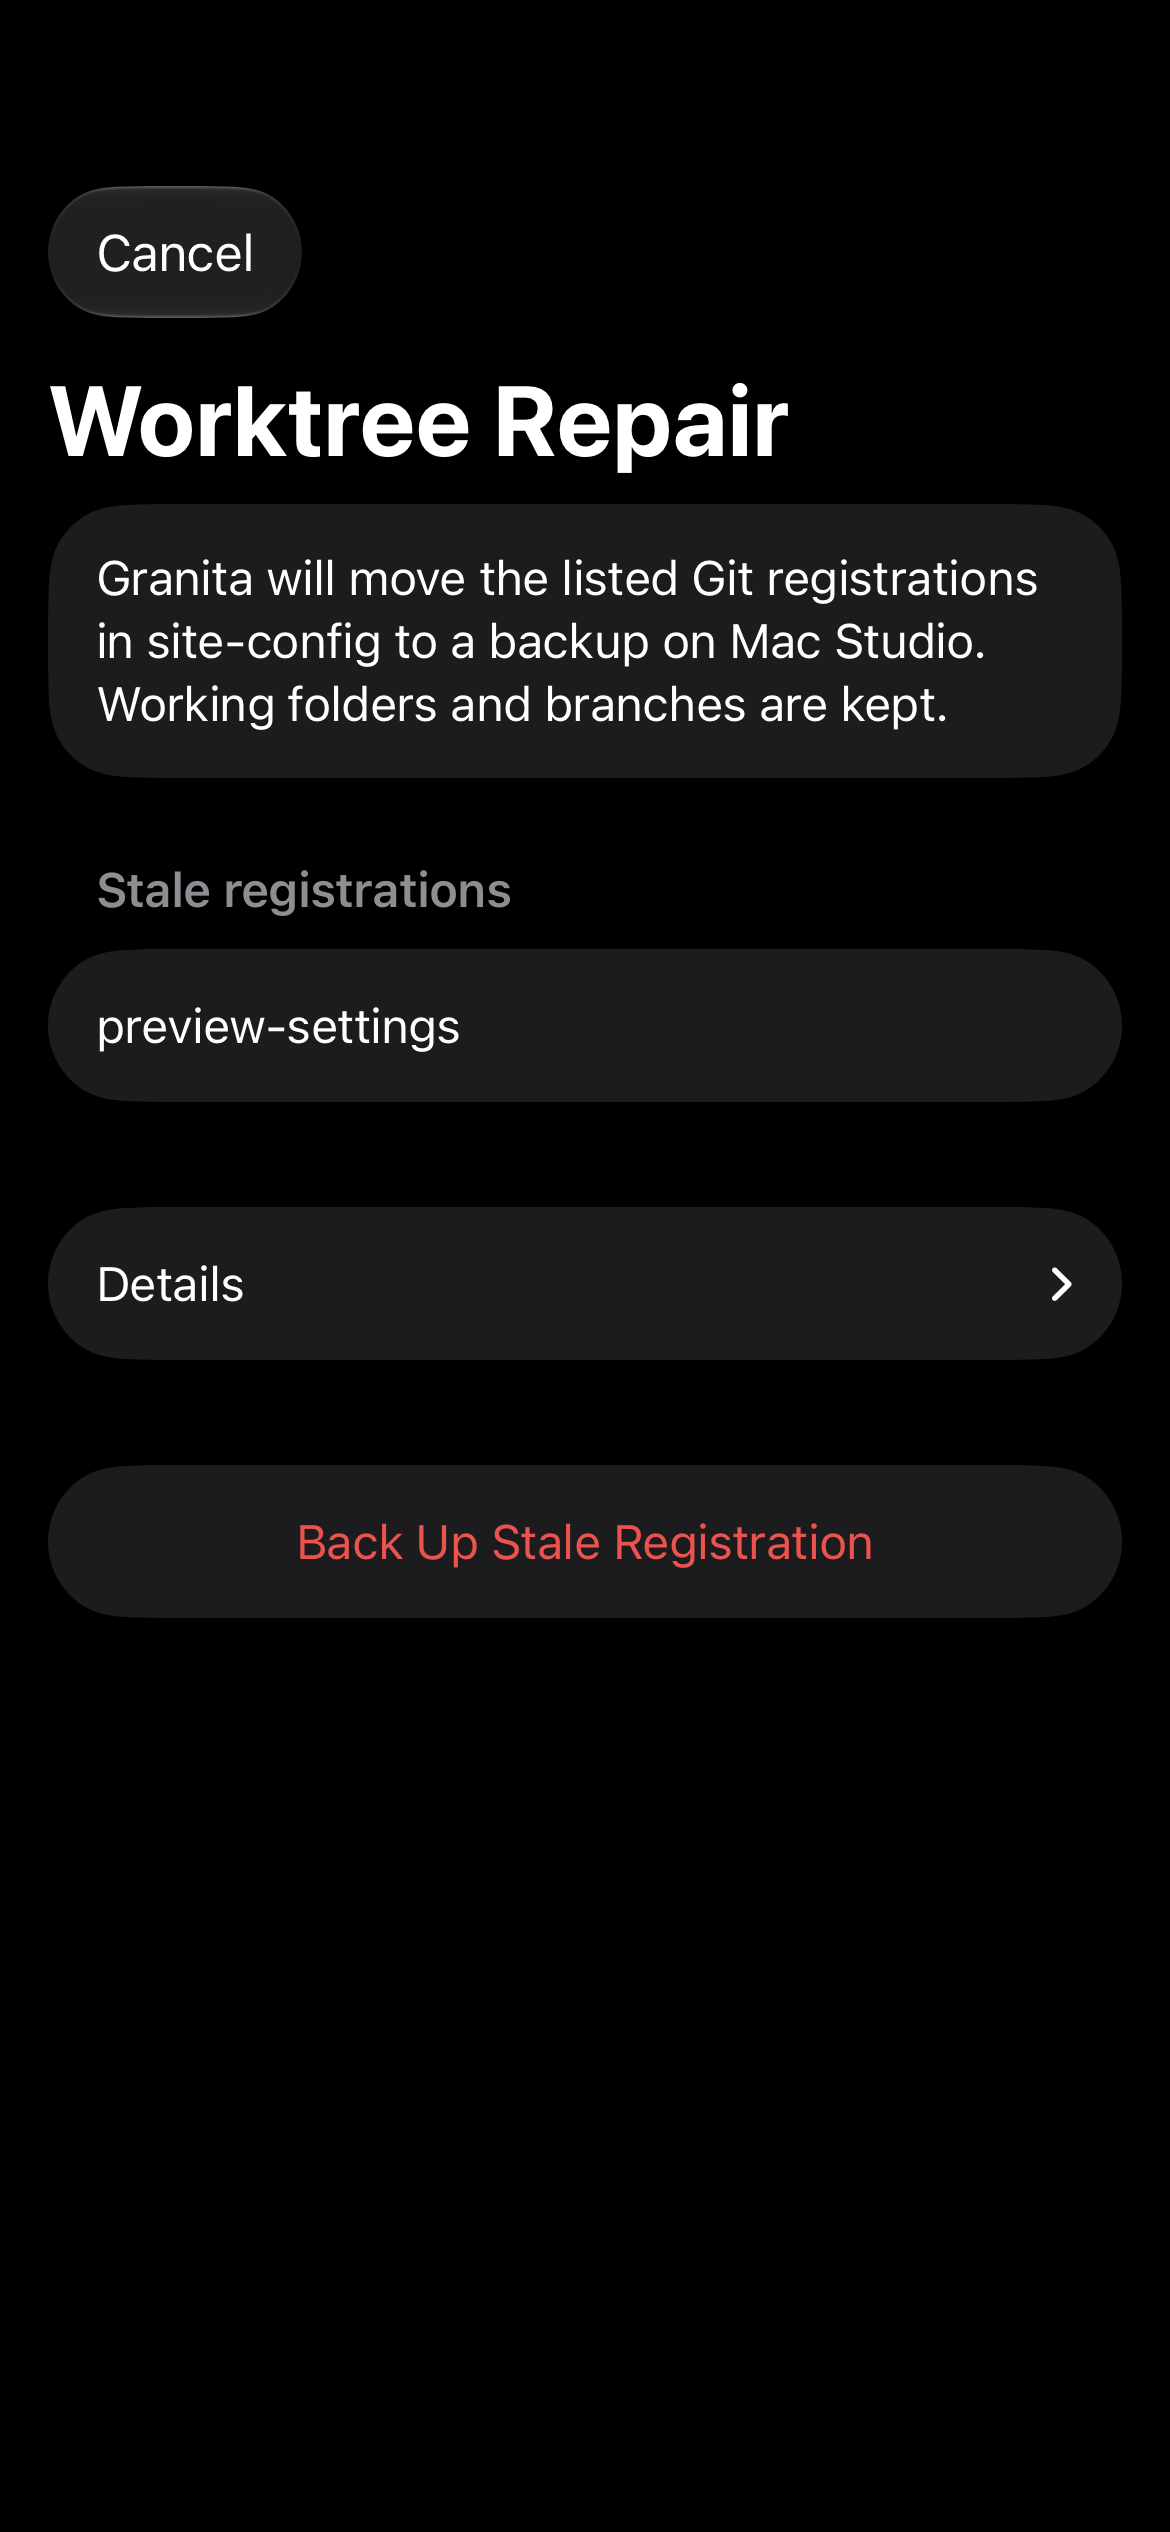 Cancel
Worktree Repair
Granita will move the listed Git registrations
in site-config to a backup on Mac Studio.
Working folders and branches are kept.
Stale registrations
preview-settings
Details
Back Up Stale Registration